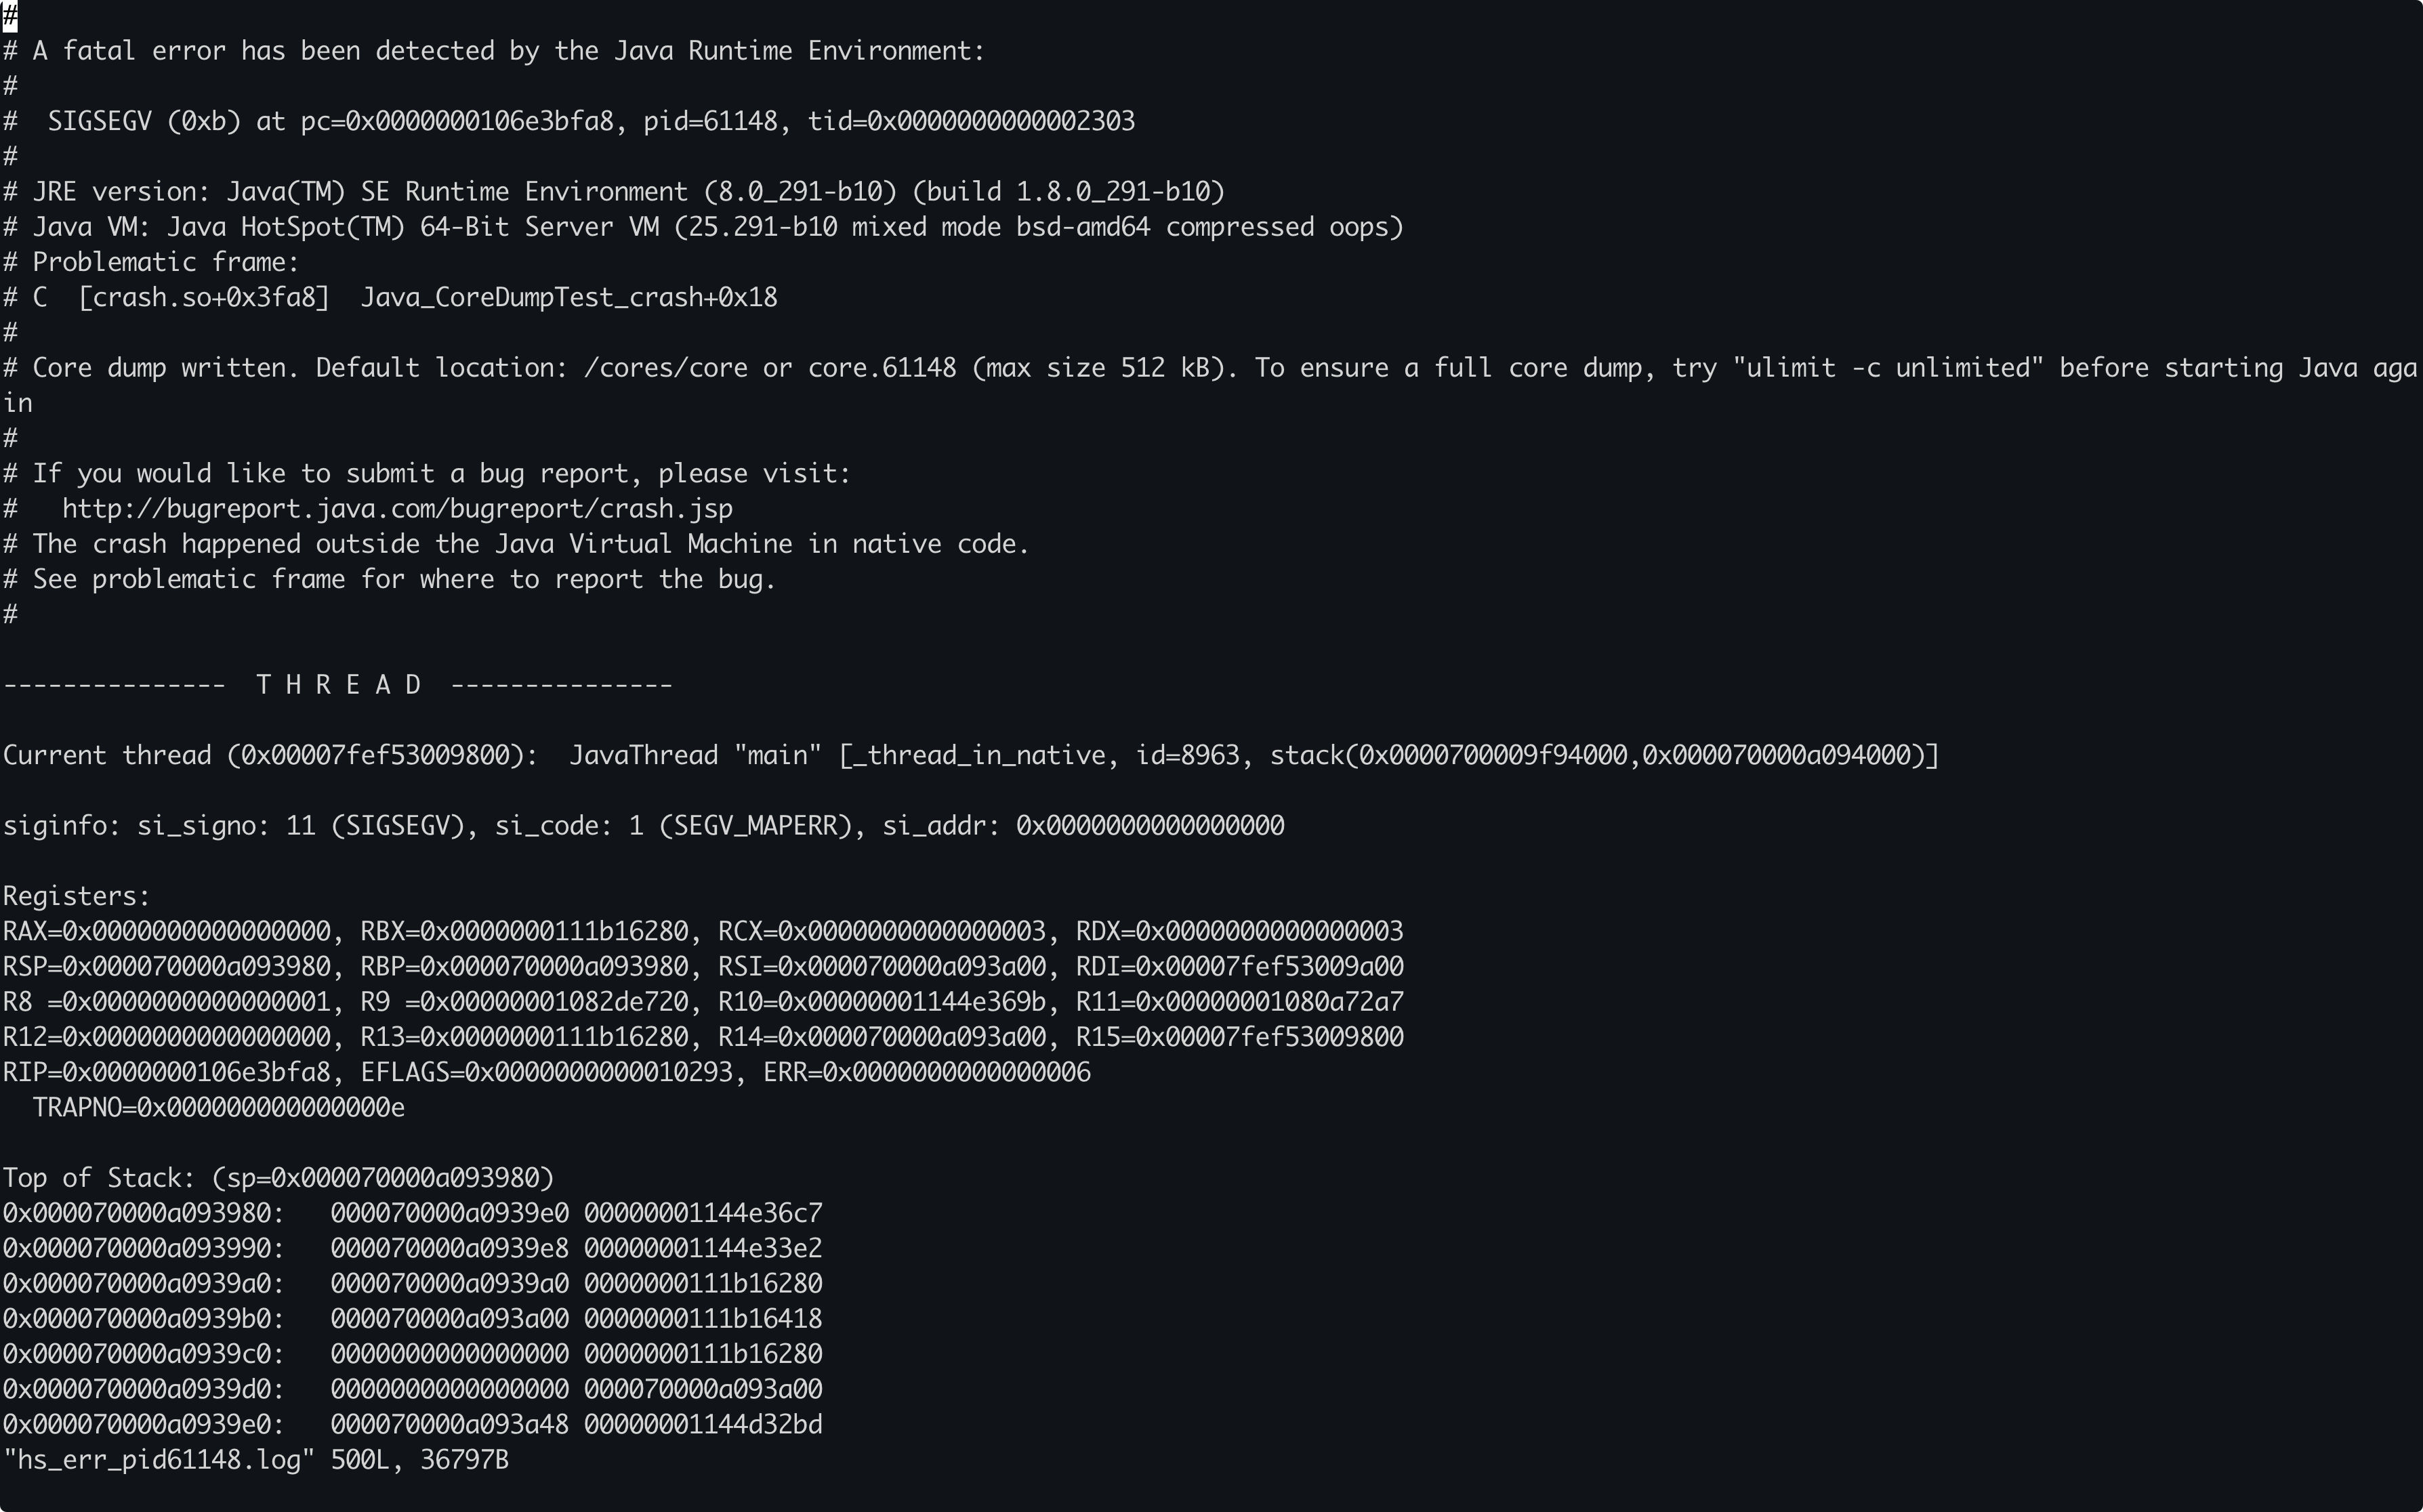 #
# A fatal error has been detected by the Java Runtime Environment:
#
#  SIGSEGV (0xb) at pc=0x0000000106e3bfa8, pid=61148, tid=0x0000000000002303
#
# JRE version: Java(TM) SE Runtime Environment (8.0_291-b10) (build 1.8.0_291-b10)
# Java VM: Java HotSpot(TM) 64-Bit Server VM (25.291-b10 mixed mode bsd-amd64 compressed oops)
# Problematic frame:
# C  [crash.so+0x3fa8]  Java_CoreDumpTest_crash+0x18
#
# Core dump written. Default location: /cores/core or core.61148 (max size 512 kB). To ensure a full core dump, try "ulimit -c unlimited" before starting Java aga
in
#
# If you would like to submit a bug report, please visit:
#   http://bugreport.java.com/bugreport/crash.jsp
# The crash happened outside the Java Virtual Machine in native code.
# See problematic frame for where to report the bug.
#

---------------  T H R E A D  ---------------

Current thread (0x00007fef53009800):  JavaThread "main" [_thread_in_native, id=8963, stack(0x0000700009f94000,0x000070000a094000)]

siginfo: si_signo: 11 (SIGSEGV), si_code: 1 (SEGV_MAPERR), si_addr: 0x0000000000000000

Registers:
RAX=0x0000000000000000, RBX=0x0000000111b16280, RCX=0x0000000000000003, RDX=0x0000000000000003
RSP=0x000070000a093980, RBP=0x000070000a093980, RSI=0x000070000a093a00, RDI=0x00007fef53009a00
R8 =0x0000000000000001, R9 =0x00000001082de720, R10=0x00000001144e369b, R11=0x00000001080a72a7
R12=0x0000000000000000, R13=0x0000000111b16280, R14=0x000070000a093a00, R15=0x00007fef53009800
RIP=0x0000000106e3bfa8, EFLAGS=0x0000000000010293, ERR=0x0000000000000006
  TRAPNO=0x000000000000000e

Top of Stack: (sp=0x000070000a093980)
0x000070000a093980:   000070000a0939e0 00000001144e36c7
0x000070000a093990:   000070000a0939e8 00000001144e33e2
0x000070000a0939a0:   000070000a0939a0 0000000111b16280
0x000070000a0939b0:   000070000a093a00 0000000111b16418
0x000070000a0939c0:   0000000000000000 0000000111b16280
0x000070000a0939d0:   0000000000000000 000070000a093a00
0x000070000a0939e0:   000070000a093a48 00000001144d32bd
"hs_err_pid61148.log" 500L, 36797B